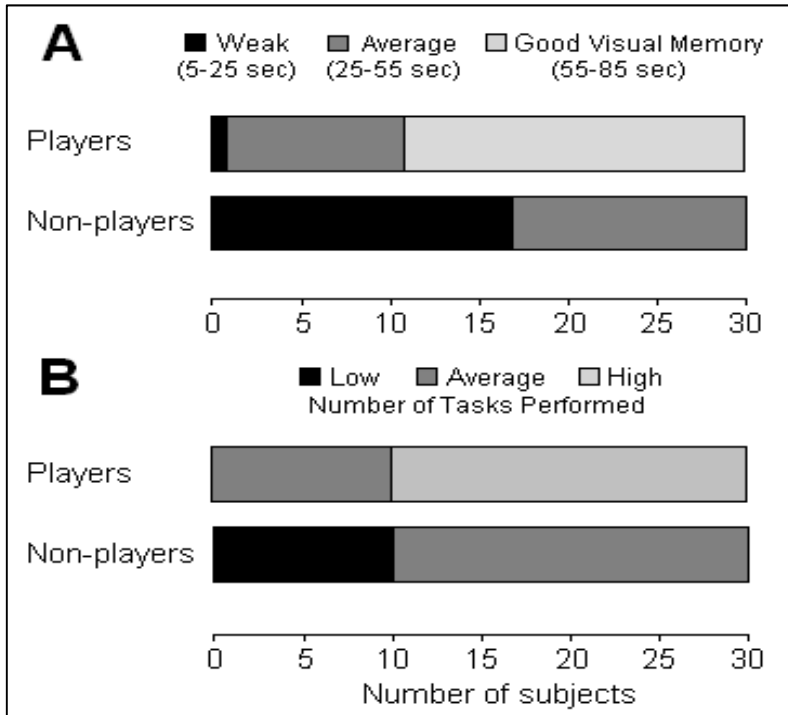 A
Weak Average Good Visual Memory
(5-25 sec) (25-55 sec) (55-85 sec)
Players
Non-players
0 5 10 15 20 25 30
B
Low Average High
Number of Tasks Performed
Players
Non-players
0 5 10 15 20 25 30
Number of subjects